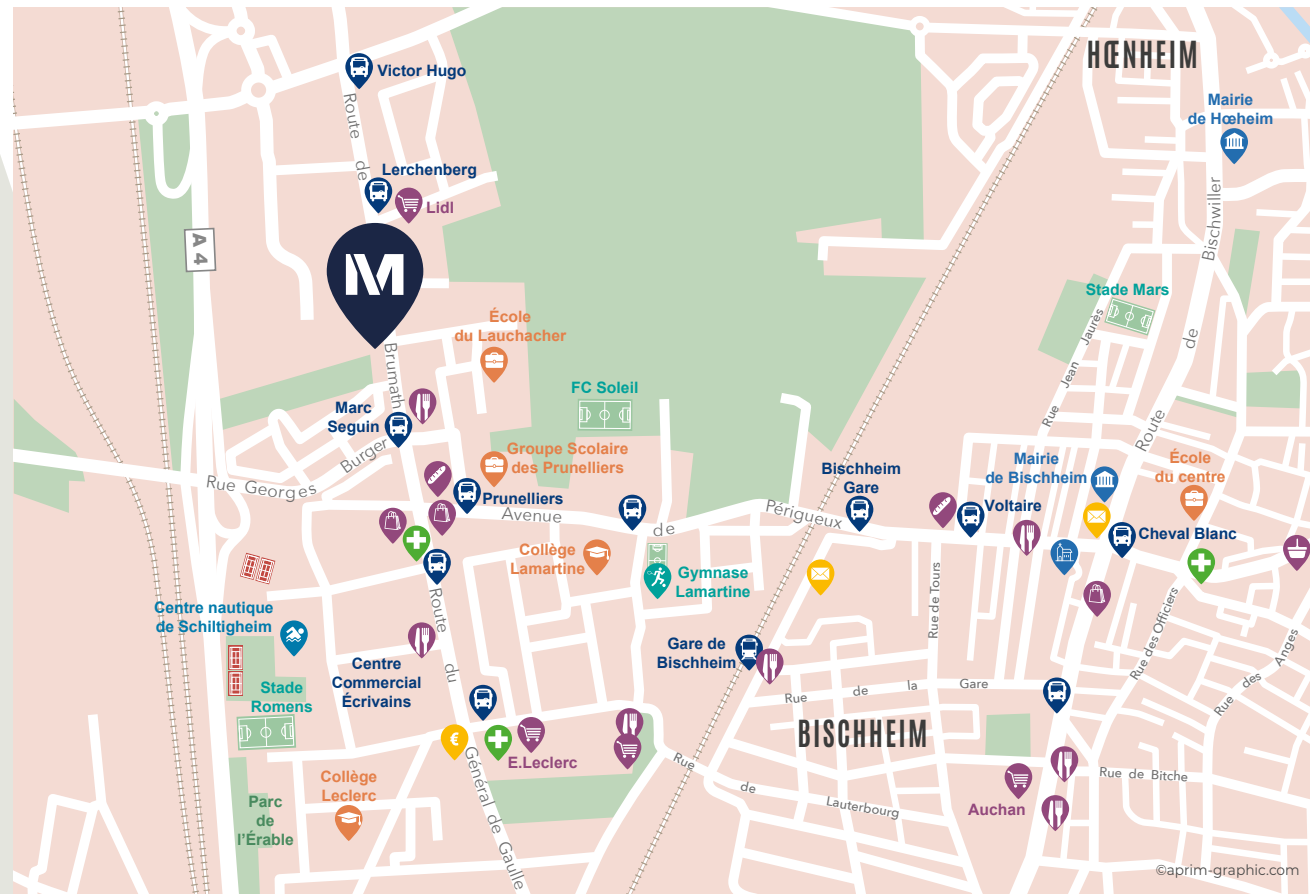 HŒNHEIM
Victor Hugo
Mairie
de Hœheim
Route de
Lerchenberg
Lidl
Bischwiller
A 4
M
Stade Mars
École
du Lauchacher
Rue Jean Jaurès
Brumath
FC Soleil
de
Marc
Seguin
Route
Burger
Groupe Scolaire
des Prunelliers
Mairie
de Bischheim
École
du centre
Bischheim
Gare
Rue Georges
Prunelliers
Voltaire
Avenue de Périgueux
Cheval Blanc
Collège
Lamartine
Gymnase
Lamartine
Rue de Tours
Route du
Centre nautique
de Schiltigheim
Rue des Officiers
Gare de
Bischheim
Rue des Anges
Centre
Commercial
Écrivains
Stade
Romens
Rue de la Gare
BISCHHEIM
€
E.Leclerc
Général de Gaulle
Rue de Lauterbourg
Rue de Bitche
Collège
Leclerc
Auchan
Parc
de
l'Érable
©aprim-graphic.com